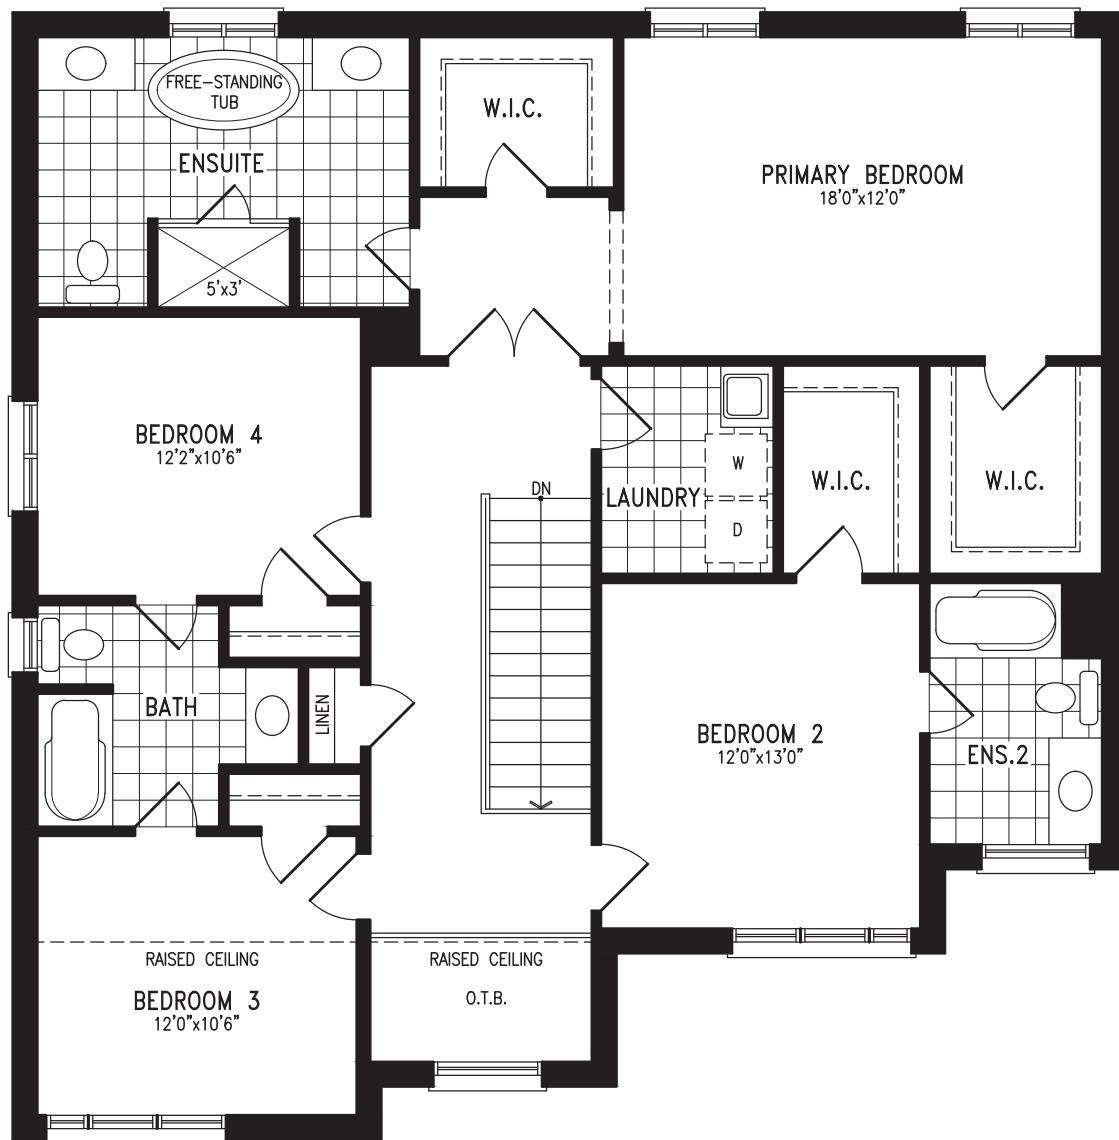 FREE-STANDING
TUB
ENSUITE
5'x3'
W.I.C.
PRIMARY BEDROOM
18'0"x12'0"
BEDROOM 4
12'2"x10'6"
DN
LAUNDRY
W
D
W.I.C.
W.I.C.
BATH
LINEN
BEDROOM 2
12'0"x13'0"
ENS.2
RAISED CEILING
BEDROOM 3
12'0"x10'6"
RAISED CEILING
O.T.B.